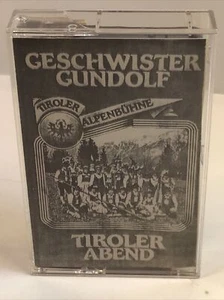 GESCHWISTER
GUNDOLF
TIROLER
ALPENBÜHNE
TIROLER
ABEND